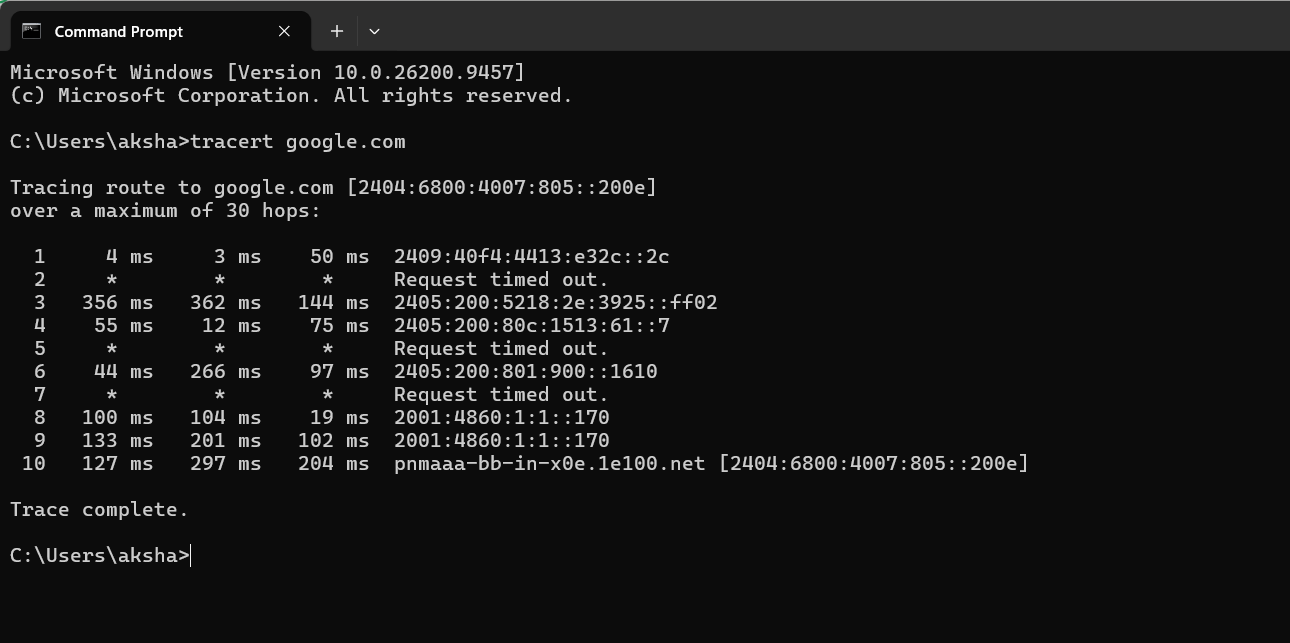 Command Prompt
Microsoft Windows [Version 10.0.26200.9457]
(c) Microsoft Corporation. All rights reserved.
C:\Users\aksha>tracert google.com
Tracing route to google.com [2404:6800:4007:805::200e]
over a maximum of 30 hops:
  1     4 ms     3 ms    50 ms  2409:40f4:4413:e32c::2c
  2     *        *        *     Request timed out.
  3   356 ms   362 ms   144 ms  2405:200:5218:2e:3925::ff02
  4    55 ms    12 ms    75 ms  2405:200:80c:1513:61::7
  5     *        *        *     Request timed out.
  6    44 ms   266 ms    97 ms  2405:200:801:900::1610
  7     *        *        *     Request timed out.
  8   100 ms   104 ms    19 ms  2001:4860:1:1::170
  9   133 ms   201 ms   102 ms  2001:4860:1:1::170
 10   127 ms   297 ms   204 ms  pnmaaa-bb-in-x0e.1e100.net [2404:6800:4007:805::200e]
Trace complete.
C:\Users\aksha>